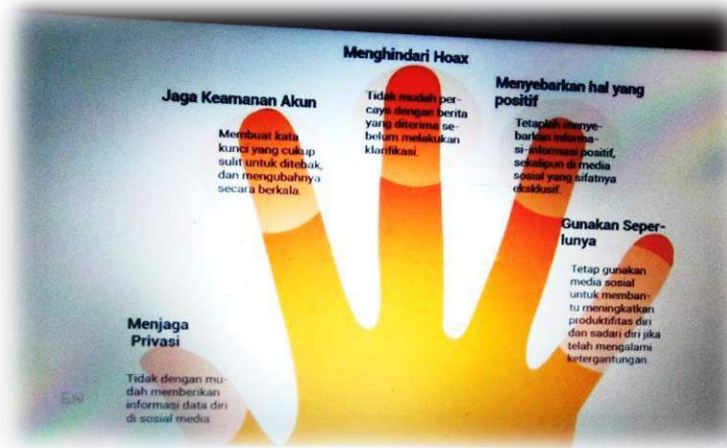 Menghindari Hoax
Tidak mudah per-
caya dengan berita
yang diterima se-
belum melakukan
klarifikasi.
Jaga Keamanan Akun
Membuat kata
kunci yang cukup
sulit untuk ditebak,
dan mengubahnya
secara berkala.
Menyebarkan hal yang
positif
Tetaplah menye-
barkan informa-
si-informasi positif,
sekalipun di media
sosial yang sifatnya
eksklusif.
Gunakan Seper-
lunya
Tetap gunakan
media sosial
untuk memban-
tu meningkatkan
produktifitas diri
dan sadari diri jika
telah mengalami
ketergantungan.
Menjaga
Privasi
Tidak dengan mu-
dah memberikan
informasi data diri
di sosial media.
EN